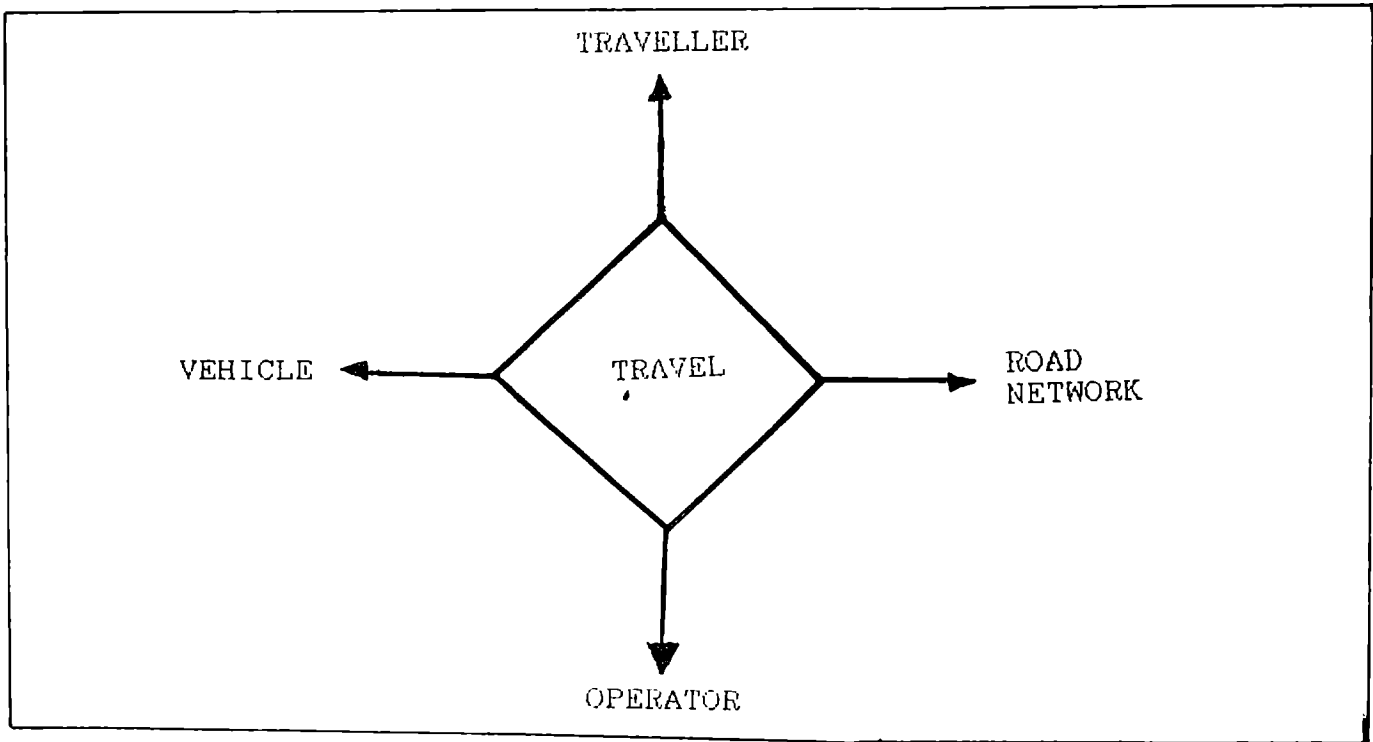 TRAVELLER
VEHICLE
TRAVEL
ROAD
NETWORK
OPERATOR